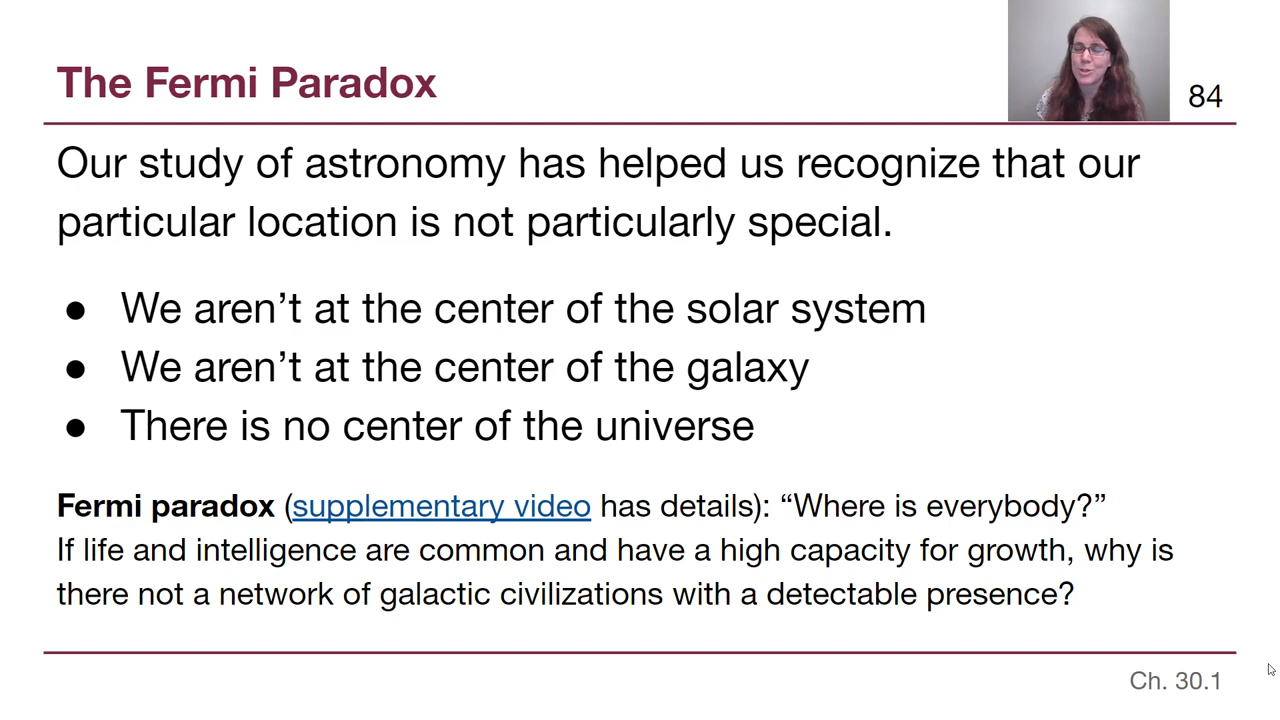 The Fermi Paradox
84
Our study of astronomy has helped us recognize that our
particular location is not particularly special.
● We aren’t at the center of the solar system
● We aren’t at the center of the galaxy
● There is no center of the universe
Fermi paradox (supplementary video has details): “Where is everybody?”
If life and intelligence are common and have a high capacity for growth, why is
there not a network of galactic civilizations with a detectable presence?
Ch. 30.1